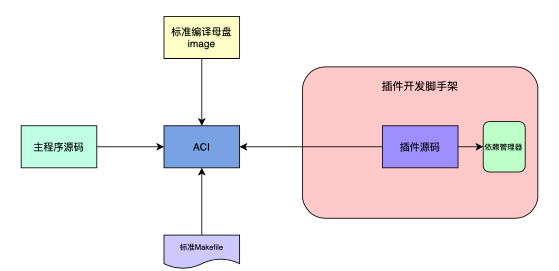 标准编译母盘
image
插件开发脚手架
主程序源码
ACI
插件源码
依赖管理器
标准Makefile